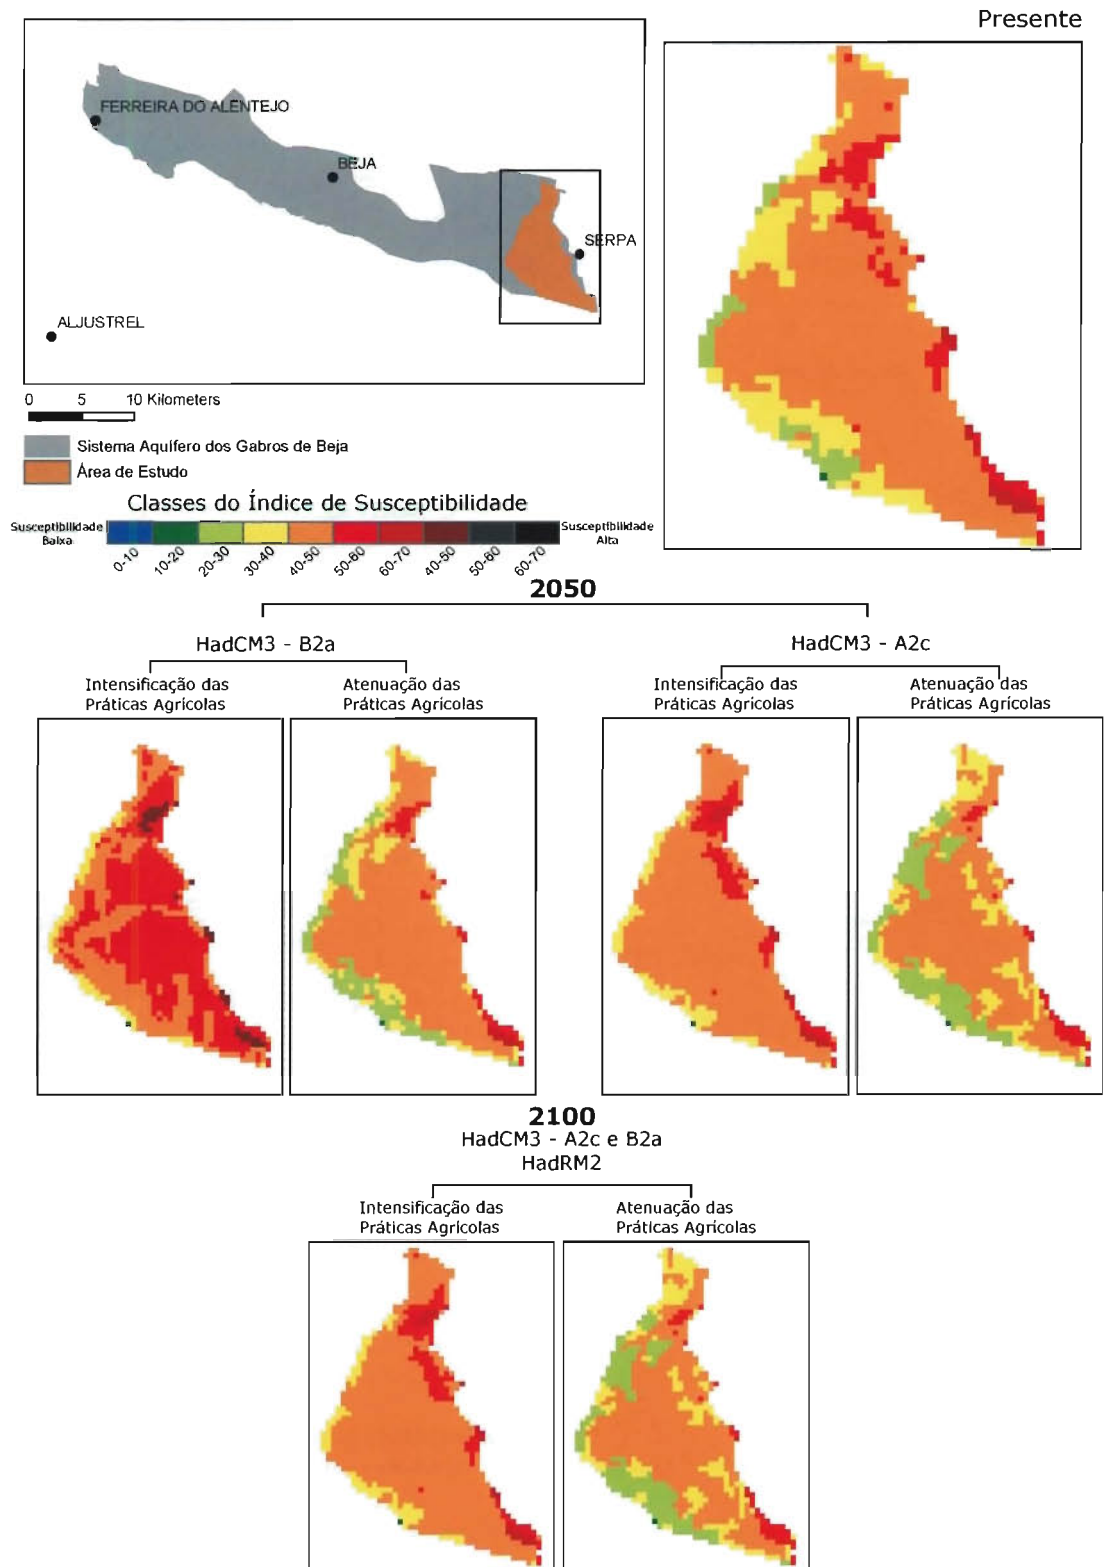 Presente
FERREIRA DO ALENTEJO
BEJA
SERPA
ALJUSTREL
0 5 10 Kilometers
Sistema Aquífero dos Gabros de Beja
Área de Estudo
Classes do Índice de Susceptibilidade
Susceptibilidade
Baixa
0-10 10-20 20-30 30-40 40-50 50-60 60-70 40-50 50-60 60-70
Susceptibilidade
Alta
2050
HadCM3 - B2a
HadCM3 - A2c
Intensificação das
Práticas Agrícolas
Atenuação das
Práticas Agrícolas
Intensificação das
Práticas Agrícolas
Atenuação das
Práticas Agrícolas
2100
HadCM3 - A2c e B2a
HadRM2
Intensificação das
Práticas Agrícolas
Atenuação das
Práticas Agrícolas